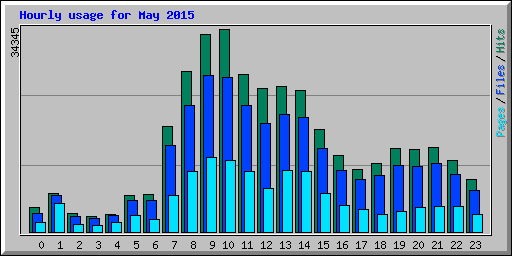 Hourly usage for May 2015
34345
Pages / Files / Hits
0 1 2 3 4 5 6 7 8 9 10 11 12 13 14 15 16 17 18 19 20 21 22 23